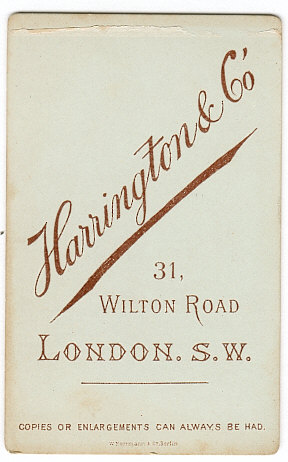 Harrington & Co
31,
WILTON ROAD
LONDON. S.W.
COPIES OR ENLARGEMENTS CAN ALWAYS BE HAD.